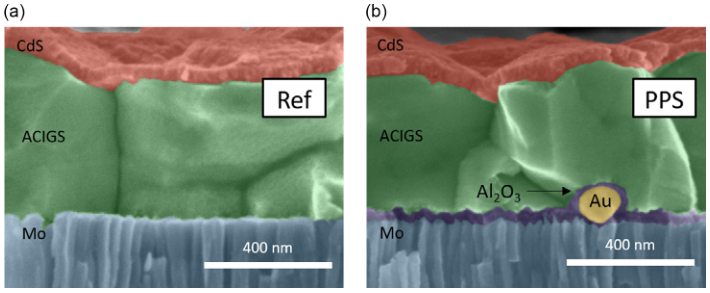 (a)
CdS
Ref
ACIGS
Mo
400 nm
(b)
CdS
PPS
ACIGS
Al₂O₃
Au
Mo
400 nm